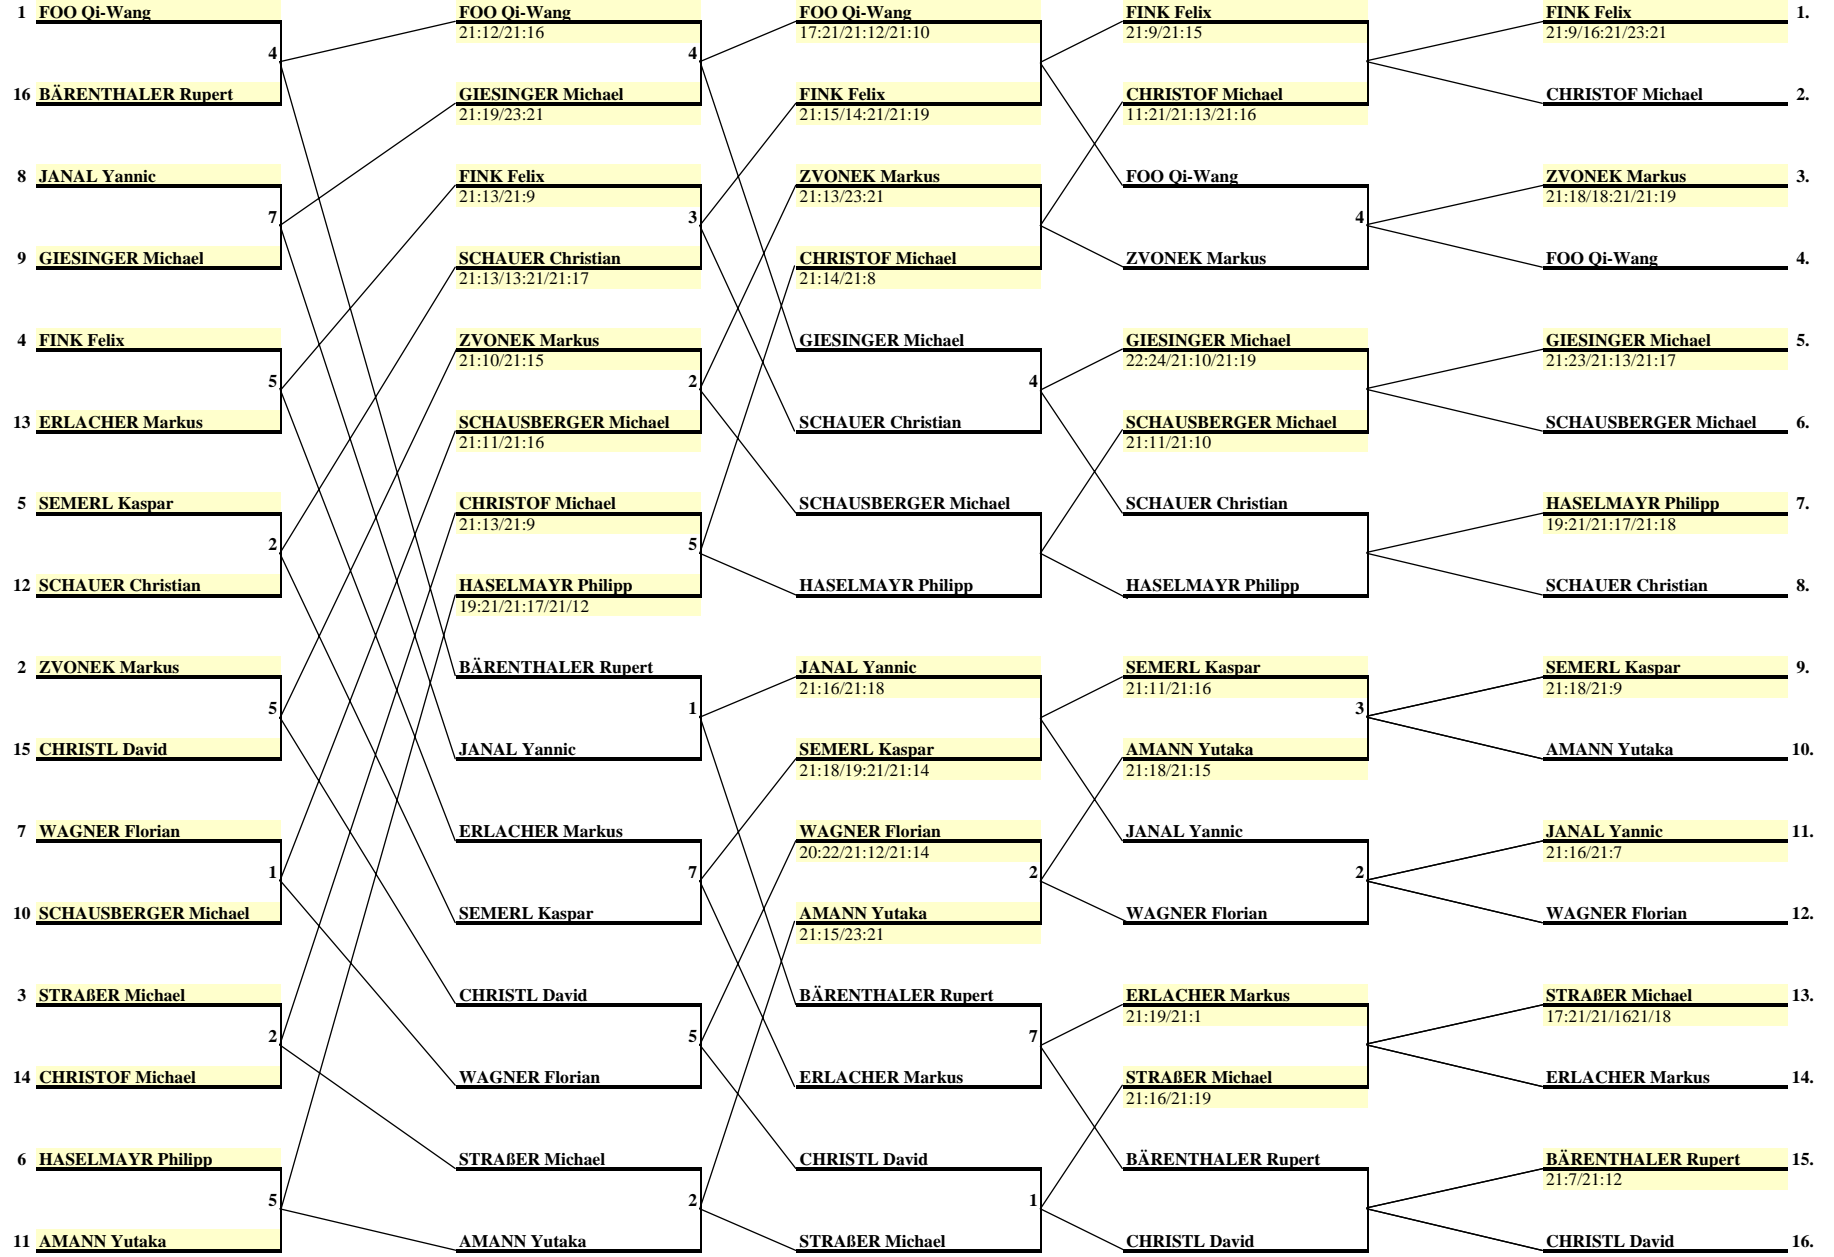 1 FOO Qi-Wang FOO Qi-Wang FOO Qi-Wang FINK Felix FINK Felix 1.
21:12/21:16 17:21/21:12/21:10 21:9/21:15 21:9/16:21/23:21
4 4
16 BÄRENTHALER Rupert GIESINGER Michael FINK Felix CHRISTOF Michael CHRISTOF Michael 2.
21:19/23:21 21:15/14:21/21:19 11:21/21:13/21:16
8 JANAL Yannic FINK Felix ZVONEK Markus FOO Qi-Wang ZVONEK Markus 3.
21:13/21:9 21:13/23:21 21:18/18:21/21:19
7 3 4
9 GIESINGER Michael SCHAUER Christian CHRISTOF Michael ZVONEK Markus FOO Qi-Wang 4.
21:13/13:21/21:17 21:14/21:8
4 FINK Felix ZVONEK Markus GIESINGER Michael GIESINGER Michael GIESINGER Michael 5.
21:10/21:15 22:24/21:10/21:19 21:23/21:13/21:17
5 2 4
13 ERLACHER Markus SCHAUSBERGER Michael SCHAUER Christian SCHAUSBERGER Michael SCHAUSBERGER Michael 6.
21:11/21:16 21:11/21:10
5 SEMERL Kaspar CHRISTOF Michael SCHAUSBERGER Michael SCHAUER Christian HASELMAYR Philipp 7.
21:13/21:9 19:21/21:17/21:18
2 5
12 SCHAUER Christian HASELMAYR Philipp HASELMAYR Philipp HASELMAYR Philipp SCHAUER Christian 8.
19:21/21:17/21/12
2 ZVONEK Markus BÄRENTHALER Rupert JANAL Yannic SEMERL Kaspar SEMERL Kaspar 9.
21:16/21:18 21:11/21:16 21:18/21:9
5 1 3
15 CHRISTL David JANAL Yannic SEMERL Kaspar AMANN Yutaka AMANN Yutaka 10.
21:18/19:21/21:14 21:18/21:15
7 WAGNER Florian ERLACHER Markus WAGNER Florian JANAL Yannic JANAL Yannic 11.
20:22/21:12/21:14 21:16/21:7
1 7 2 2
10 SCHAUSBERGER Michael SEMERL Kaspar AMANN Yutaka WAGNER Florian WAGNER Florian 12.
21:15/23:21
3 STRAßER Michael CHRISTL David BÄRENTHALER Rupert ERLACHER Markus STRAßER Michael 13.
21:19/21:1 17:21/21/1621/18
2 5 7
14 CHRISTOF Michael WAGNER Florian ERLACHER Markus STRAßER Michael ERLACHER Markus 14.
21:16/21:19
6 HASELMAYR Philipp STRAßER Michael CHRISTL David BÄRENTHALER Rupert BÄRENTHALER Rupert 15.
21:7/21:12
5 2 1
11 AMANN Yutaka AMANN Yutaka STRAßER Michael CHRISTL David CHRISTL David 16.